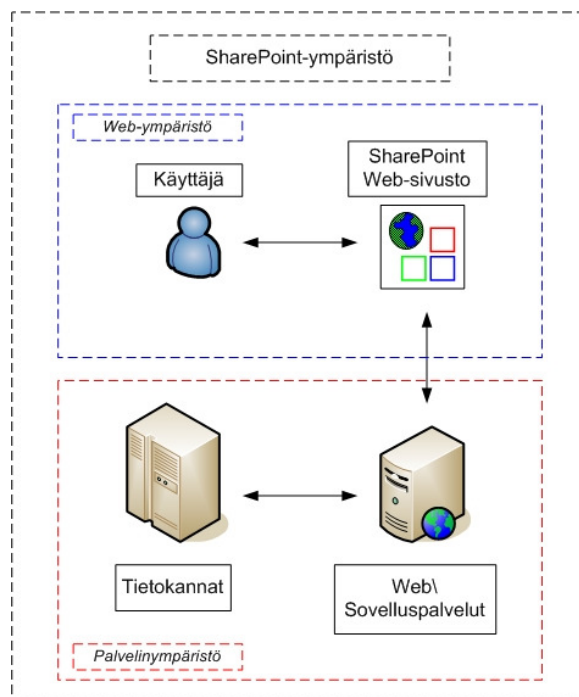 SharePoint-ympäristö
Web-ympäristö
Käyttäjä
SharePoint
Web-sivusto
Tietokannat
Web\
Sovelluspalvelut
Palvelinympäristö